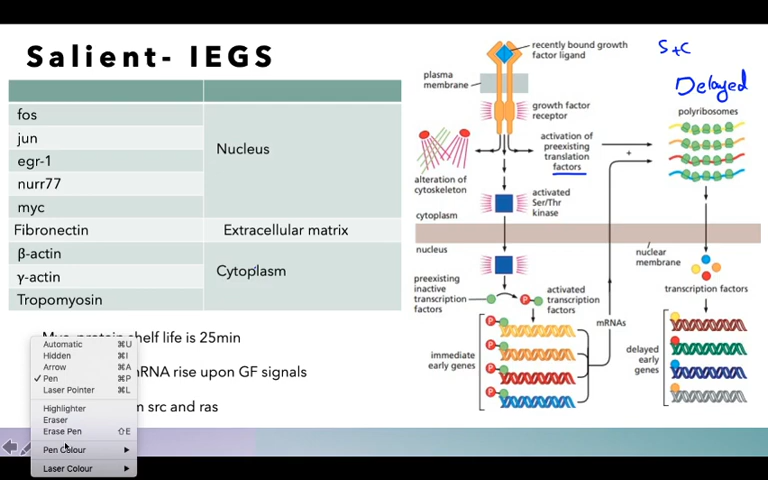 Salient- IEGS
fos
jun
egr-1
nurr77
myc
Nucleus
Fibronectin
Extracellular matrix
β-actin
γ-actin
Tropomyosin
Cytoplasm
protein shelf life is 25min
mRNA rise upon GF signals
src and ras
Automatic ⌘U
Hidden ⌘I
Arrow ⌘A
✓ Pen ⌘P
Laser Pointer ⌘L
Highlighter
Eraser
Erase Pen ⇧E
Pen Colour
Laser Colour
recently bound growth
factor ligand
plasma
membrane
growth factor
receptor
activation of
preexisting
translation
factors
alteration of
cytoskeleton
activated
Ser/Thr
kinase
cytoplasm
nucleus
preexisting
inactive
transcription
factors
activated
transcription
factors
P
P
P
P
P
immediate
early genes
mRNAs
+
S+C
Delayed
polyribosomes
nuclear
membrane
transcription factors
delayed
early
genes